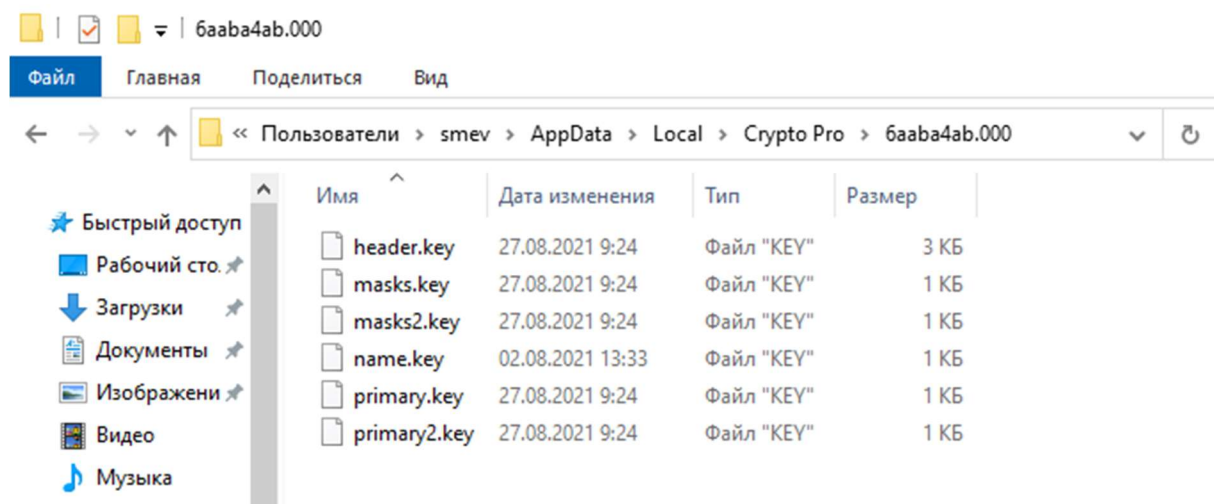 6aaba4ab.000
Файл Главная Поделиться Вид
« Пользователи › smev › AppData › Local › Crypto Pro › 6aaba4ab.000
Имя Дата изменения Тип Размер
Быстрый доступ
Рабочий сто.
Загрузки
Документы
Изображени
Видео
Музыка
header.key 27.08.2021 9:24 Файл "KEY" 3 КБ
masks.key 27.08.2021 9:24 Файл "KEY" 1 КБ
masks2.key 27.08.2021 9:24 Файл "KEY" 1 КБ
name.key 02.08.2021 13:33 Файл "KEY" 1 КБ
primary.key 27.08.2021 9:24 Файл "KEY" 1 КБ
primary2.key 27.08.2021 9:24 Файл "KEY" 1 КБ